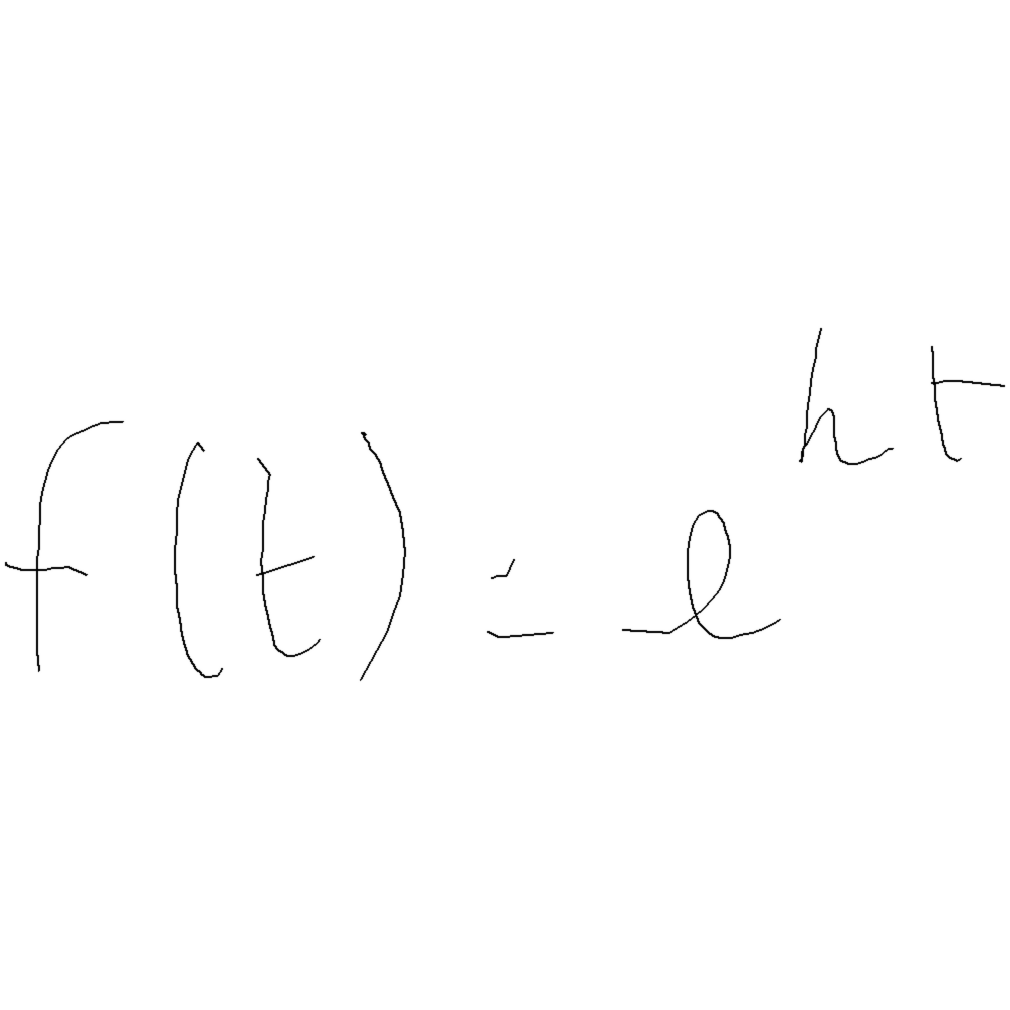 f(t) = e^{ht}